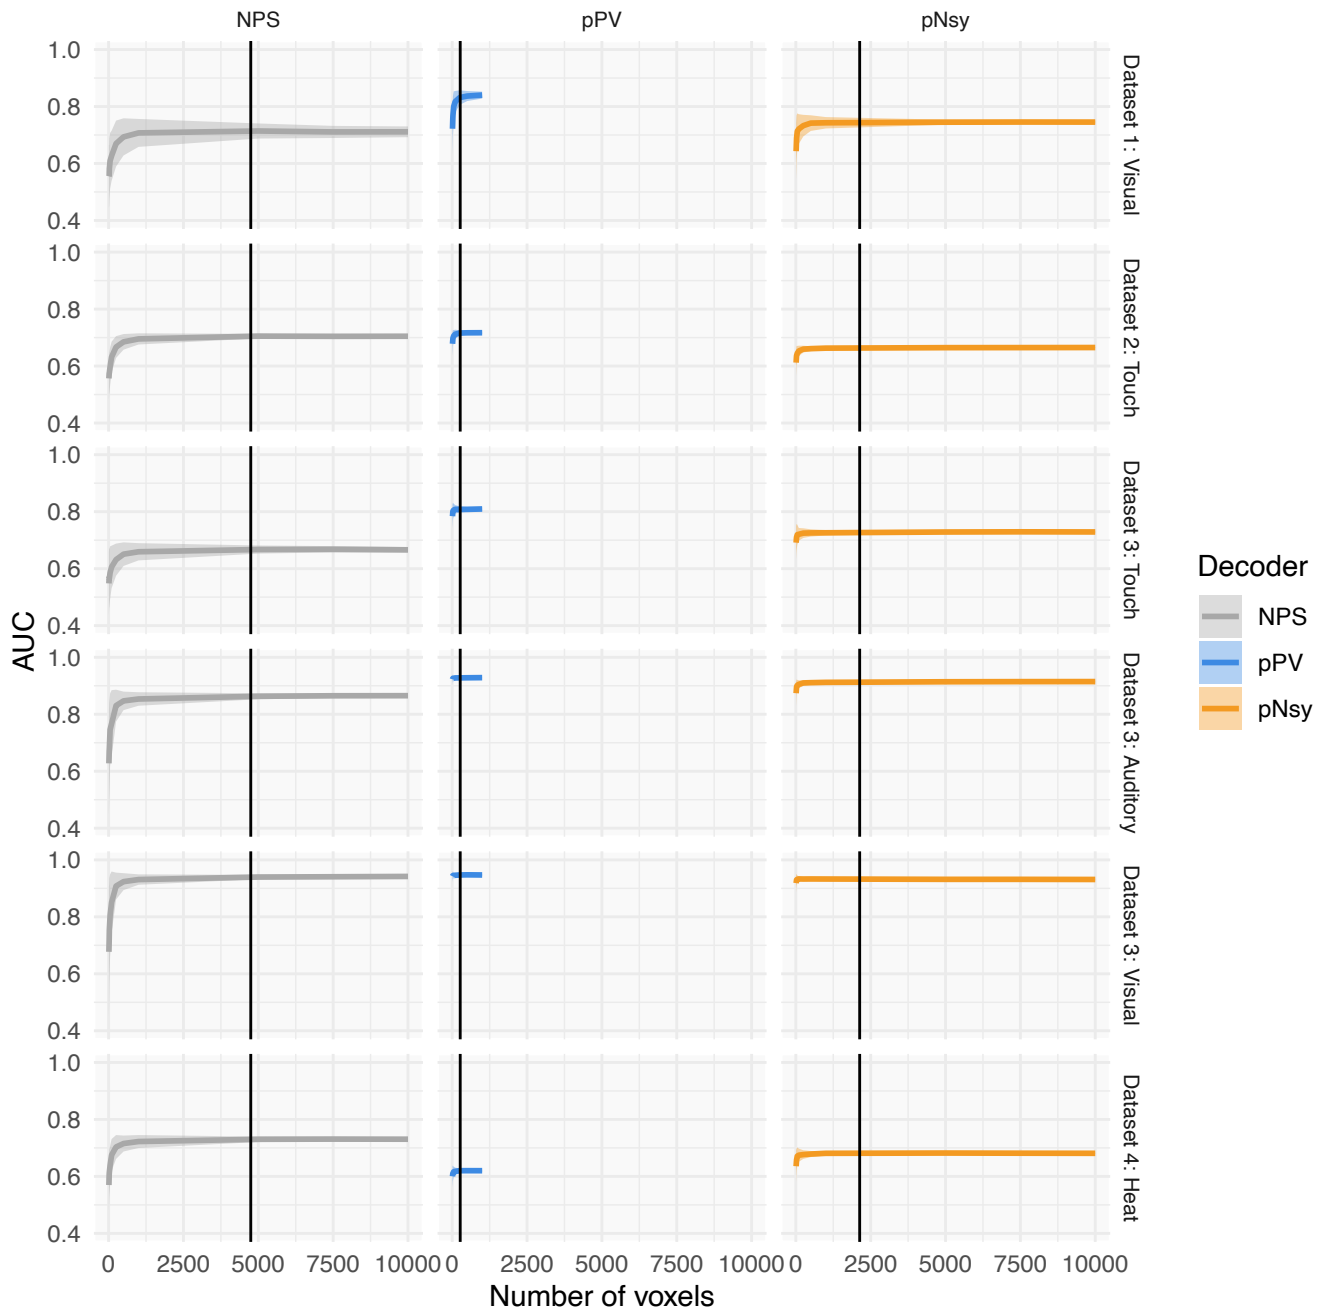 NPS pPV pNsy
1.0
0.8
0.6
0.4
Dataset 1: Visual
1.0
0.8
0.6
0.4
Dataset 2: Touch
1.0
0.8
0.6
0.4
Dataset 3: Touch
1.0
0.8
0.6
0.4
Dataset 3: Auditory
1.0
0.8
0.6
0.4
Dataset 3: Visual
1.0
0.8
0.6
0.4
Dataset 4: Heat
AUC
0 2500 5000 7500 10000 0 2500 5000 7500 10000 0 2500 5000 7500 10000
Number of voxels
Decoder
NPS
pPV
pNsy